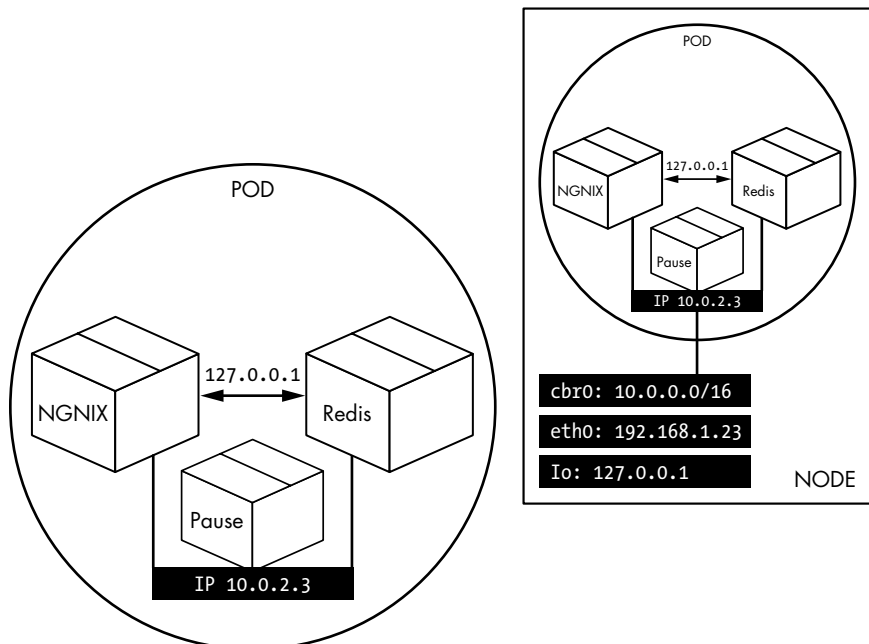 POD
NGNIX
127.0.0.1
Redis
Pause
IP 10.0.2.3
POD
NGNIX
127.0.0.1
Redis
Pause
IP 10.0.2.3
cbr0: 10.0.0.0/16
eth0: 192.168.1.23
Io: 127.0.0.1
NODE